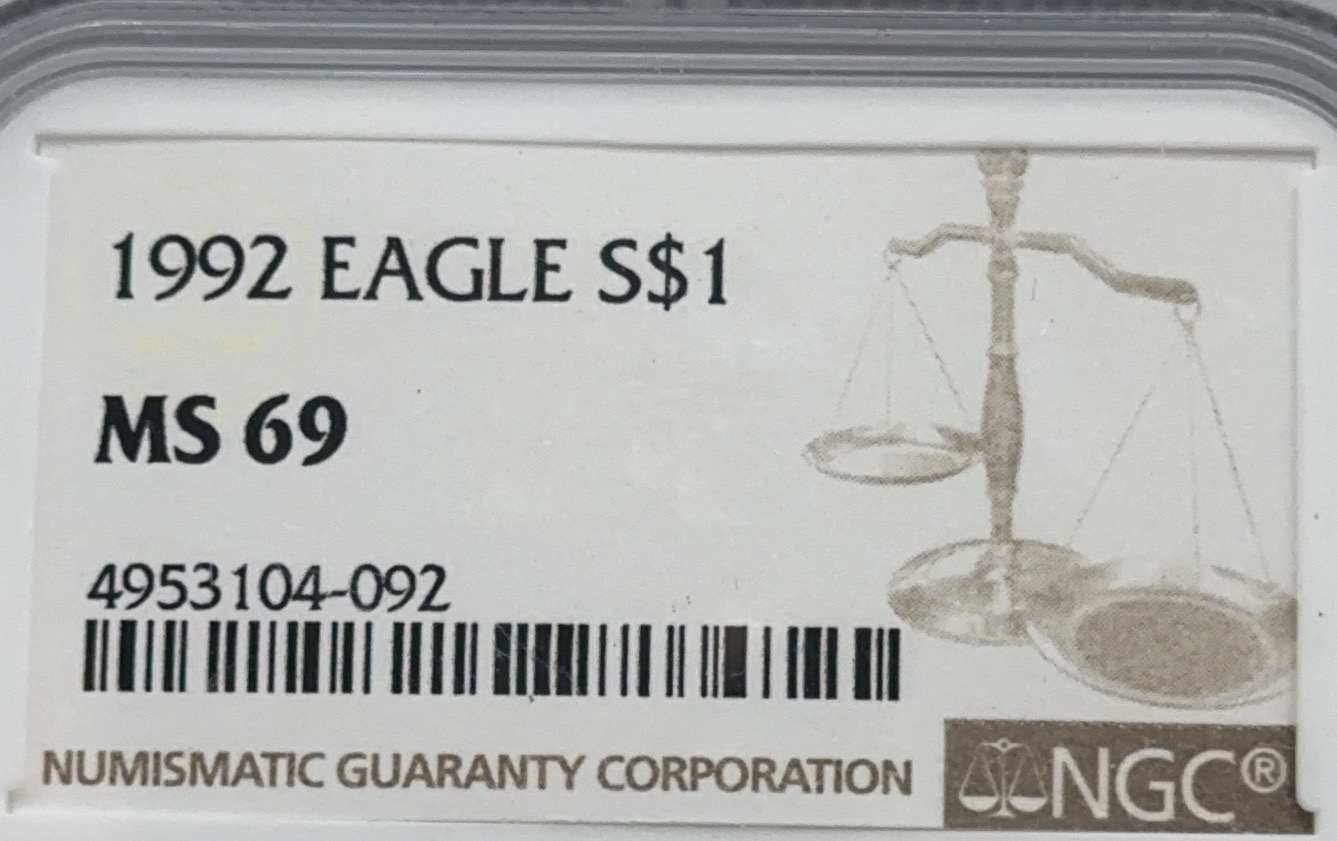 1992 EAGLE S$1
MS 69
4953104-092
NUMISMATIC GUARANTY CORPORATION
NGC®